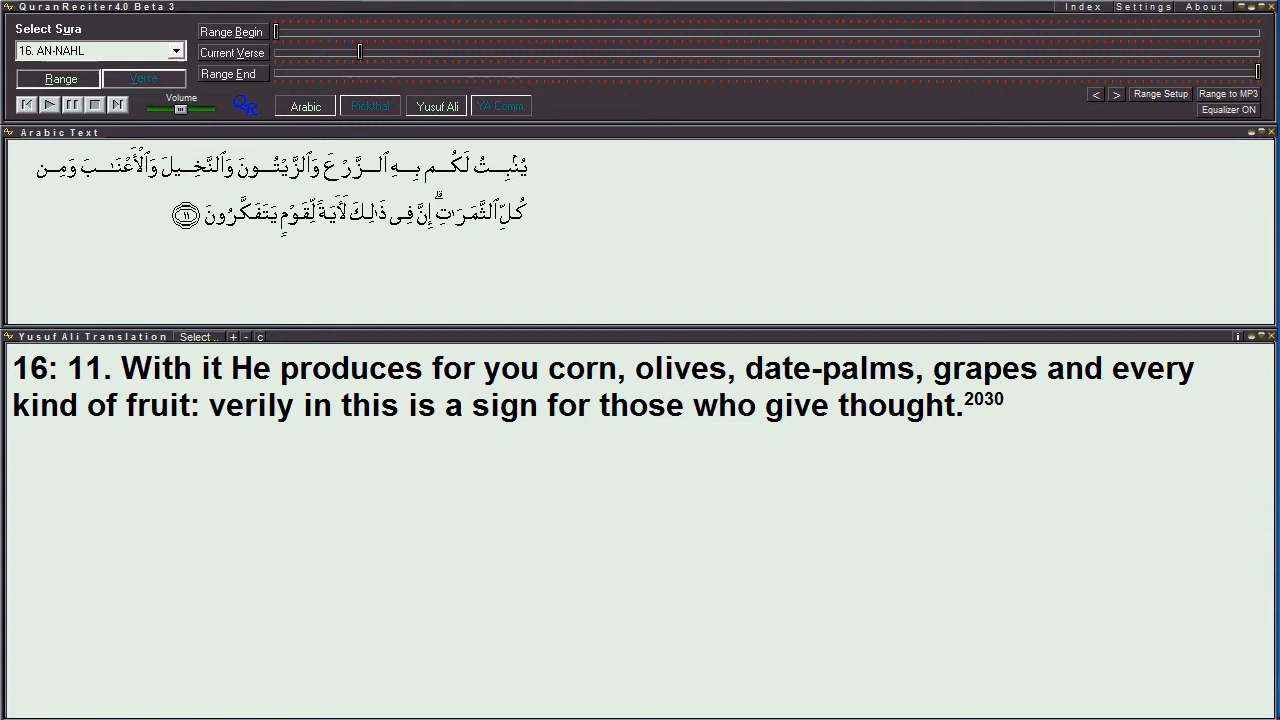 QuranReciter4.0 Beta 3
Index Settings About
Select Sura
16. AN-NAHL
Range Verse
Volume
Range Begin
Current Verse
Range End
Arabic Pickthal Yusuf Ali YA Comm.
< > Range Setup Range to MP3
Equalizer ON
Arabic Text
يُنۢبِتُ لَكُم بِهِ ٱلزَّرْعَ وَٱلزَّيْتُونَ وَٱلنَّخِيلَ وَٱلْأَعْنَـٰبَ وَمِن
كُلِّ ٱلثَّمَرَٰتِ ۗ إِنَّ فِى ذَٰلِكَ لَـَٔايَةً لِّقَوْمٍ يَتَفَكَّرُونَ ١١
Yusuf Ali Translation Select .. + - c i
16: 11. With it He produces for you corn, olives, date-palms, grapes and every
kind of fruit: verily in this is a sign for those who give thought.2030